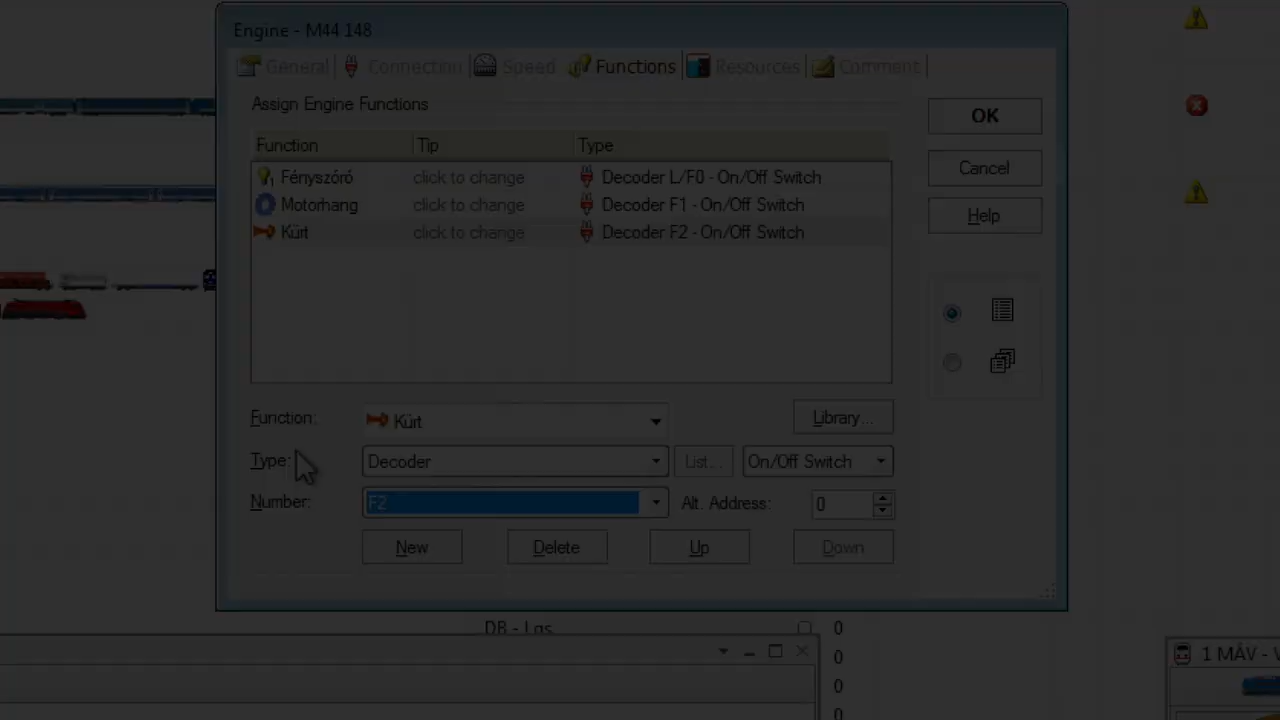 Engine - M44 148
General Connection Speed Functions Resources Comment
Assign Engine Functions
Function Tip Type
Fényszóró click to change Decoder L/F0 - On/Off Switch
Motorhang click to change Decoder F1 - On/Off Switch
Kürt click to change Decoder F2 - On/Off Switch
OK
Cancel
Help
Function: Kürt Library...
Type: Decoder List... On/Off Switch
Number: F2 Alt. Address: 0
New Delete Up Down
DB - Lgs 0
0
0
0
1 MÁV -